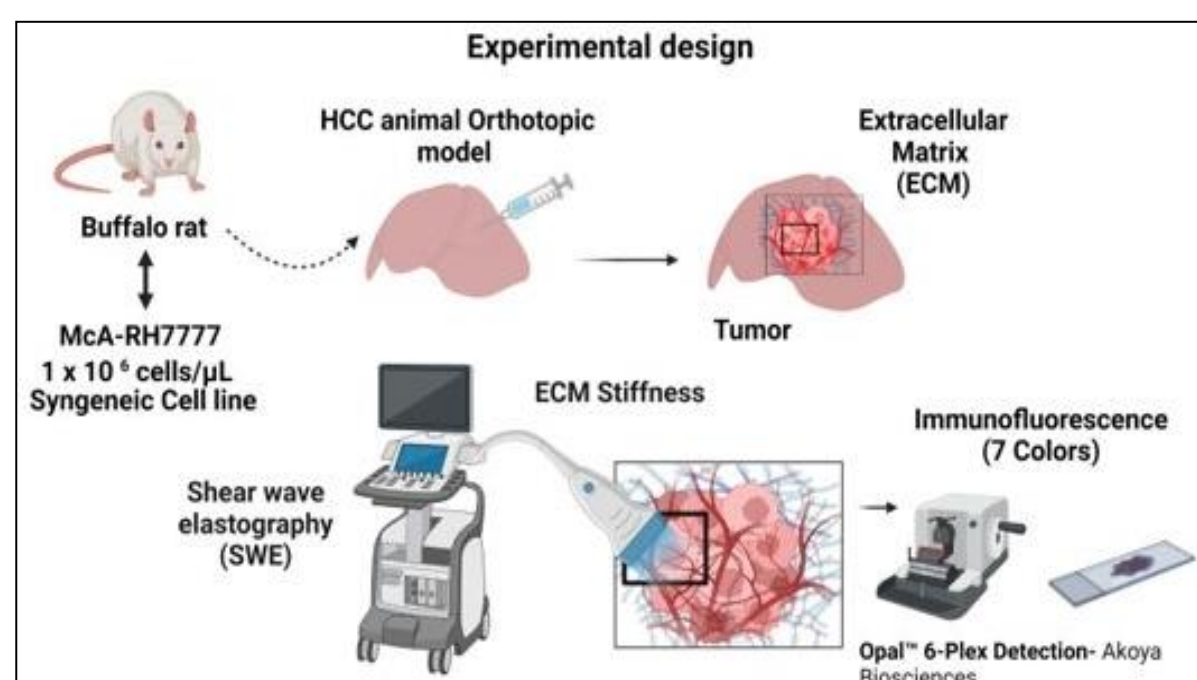 Experimental design
HCC animal Orthotopic
model
Extracellular
Matrix
(ECM)
Buffalo rat
Tumor
McA-RH7777
1 x 10 ⁶ cells/µL
Syngeneic Cell line
ECM Stiffness
Immunofluorescence
(7 Colors)
Shear wave
elastography
(SWE)
Opal™ 6-Plex Detection- Akoya
Biosciences